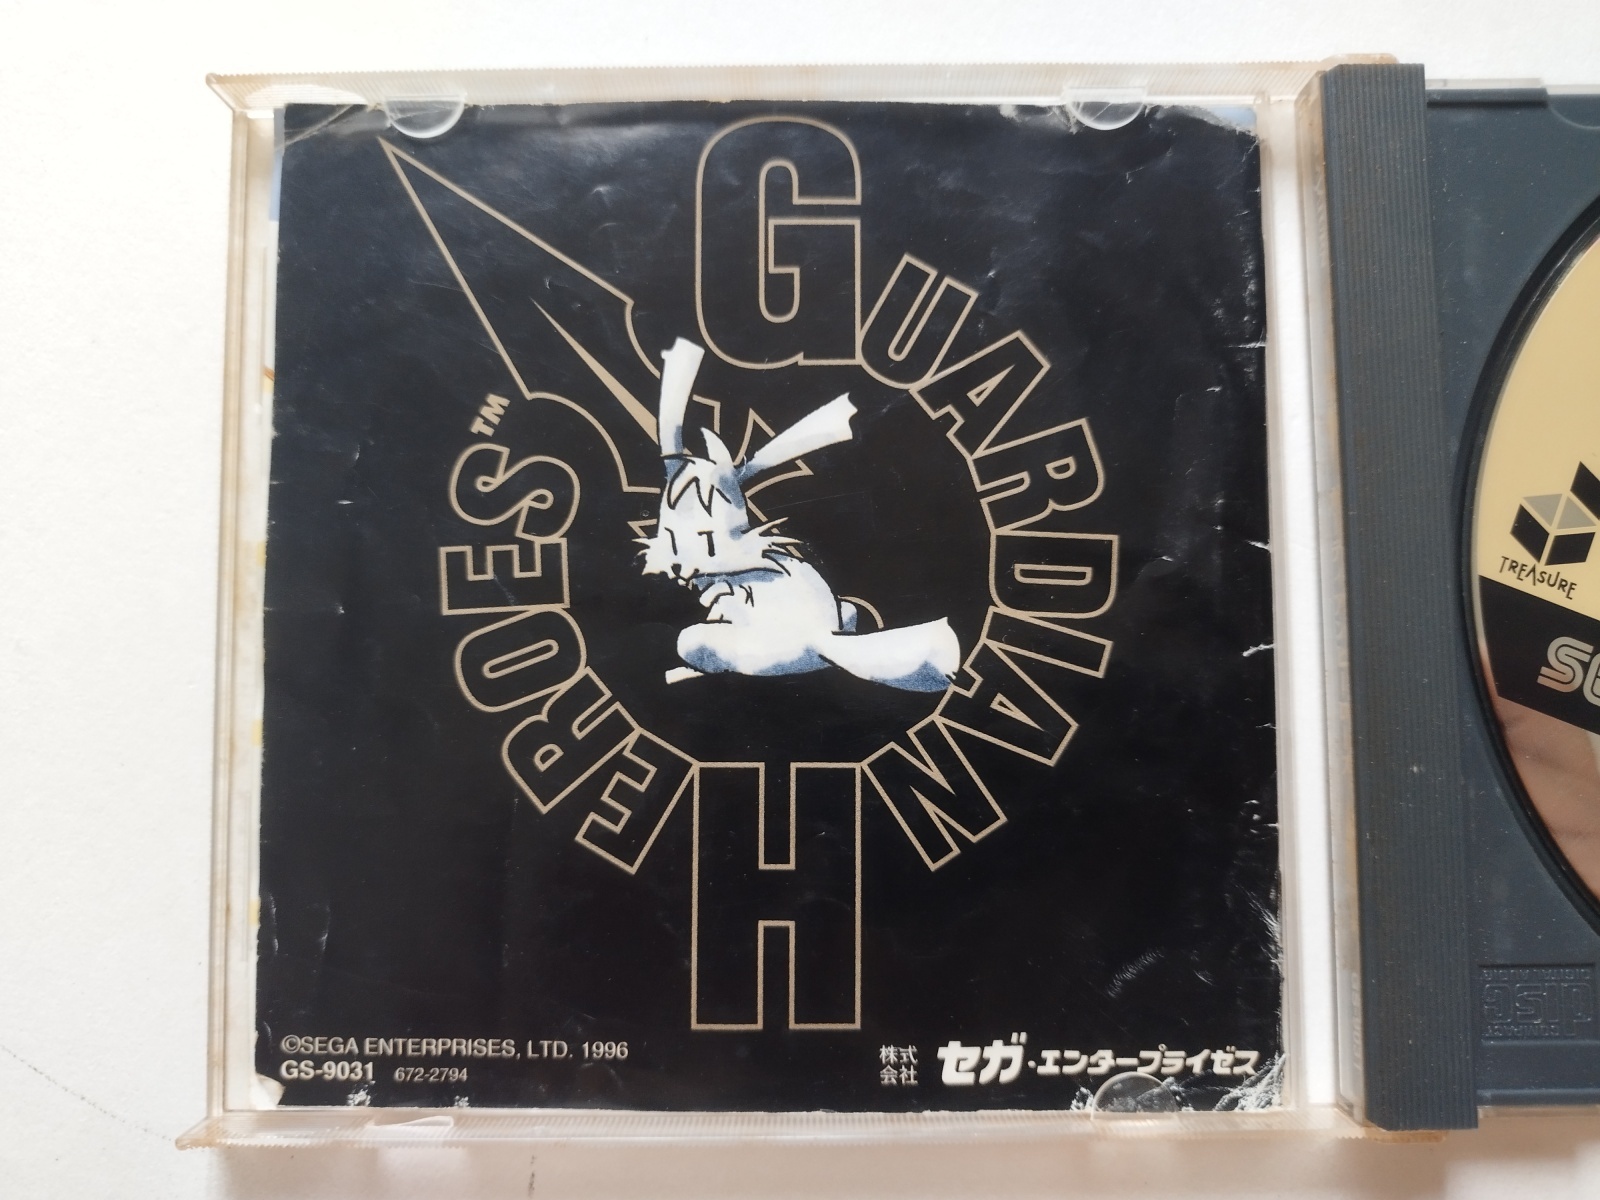 GUARDIAN
HEROES™
©SEGA ENTERPRISES, LTD. 1996
GS-9031 672-2794
株式会社 セガ・エンタープライゼス
TREASURE